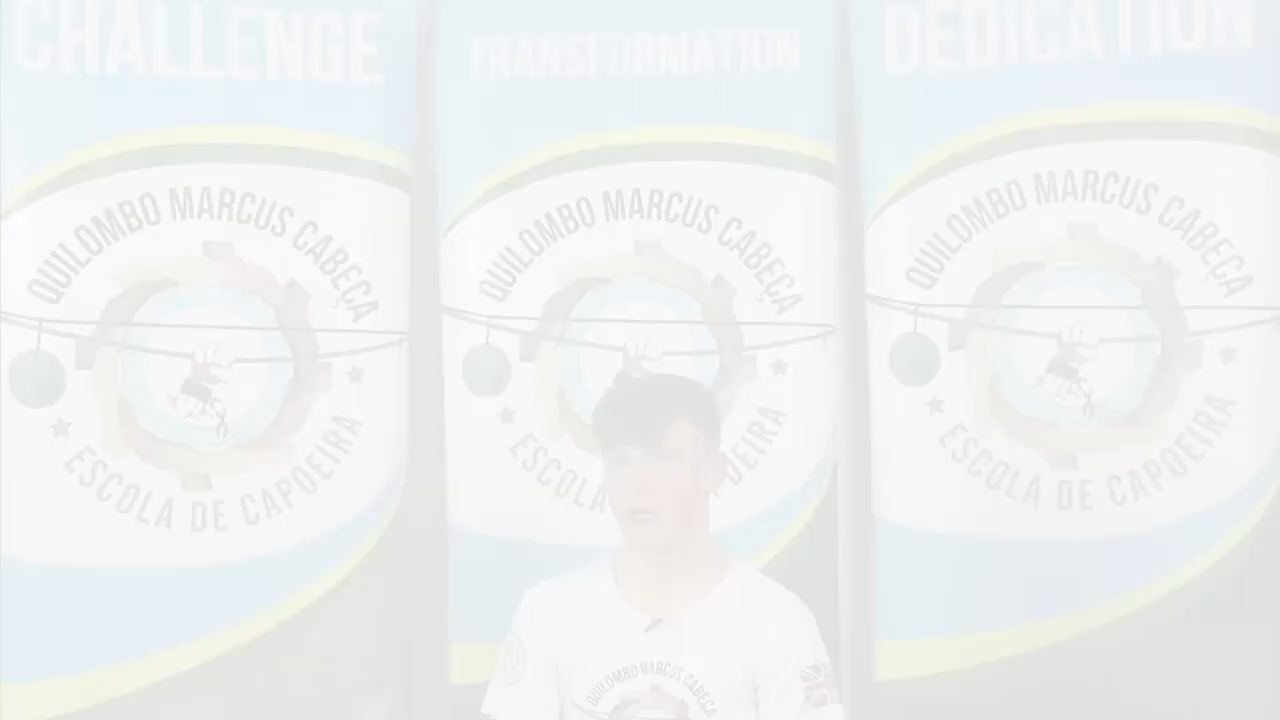 CHALLENGE
TRANSFORMATION
DEDICATION
QUILOMBO MARCUS CABEÇA
QUILOMBO MARCUS CABEÇA
QUILOMBO MARCUS CABEÇA
ESCOLA DE CAPOEIRA
ESCOLA
ESCOLA DE CAPOEIRA
QUILOMBO MARCUS CABEÇA